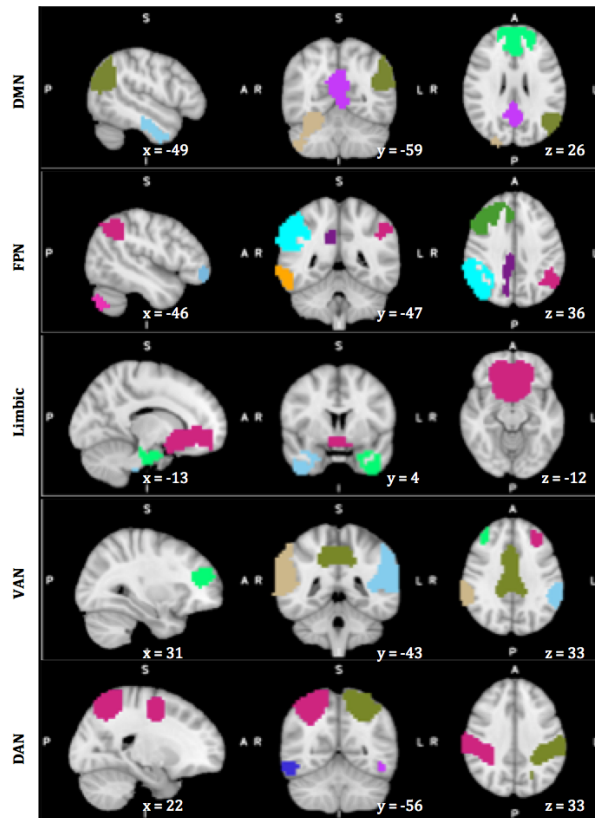 S S A
DMN P A R L R L
I I
x = -49 y = -59 z = 26
P
S S A
FPN P A R L R L
I I
x = -46 y = -47 z = 36
P
S S A
Limbic P A R L R L
I I
x = -13 y = 4 z = -12
P
S S A
VAN P A R L R L
I I
x = 31 y = -43 z = 33
P
S S A
DAN P A R L R L
I I
x = 22 y = -56 z = 33
P